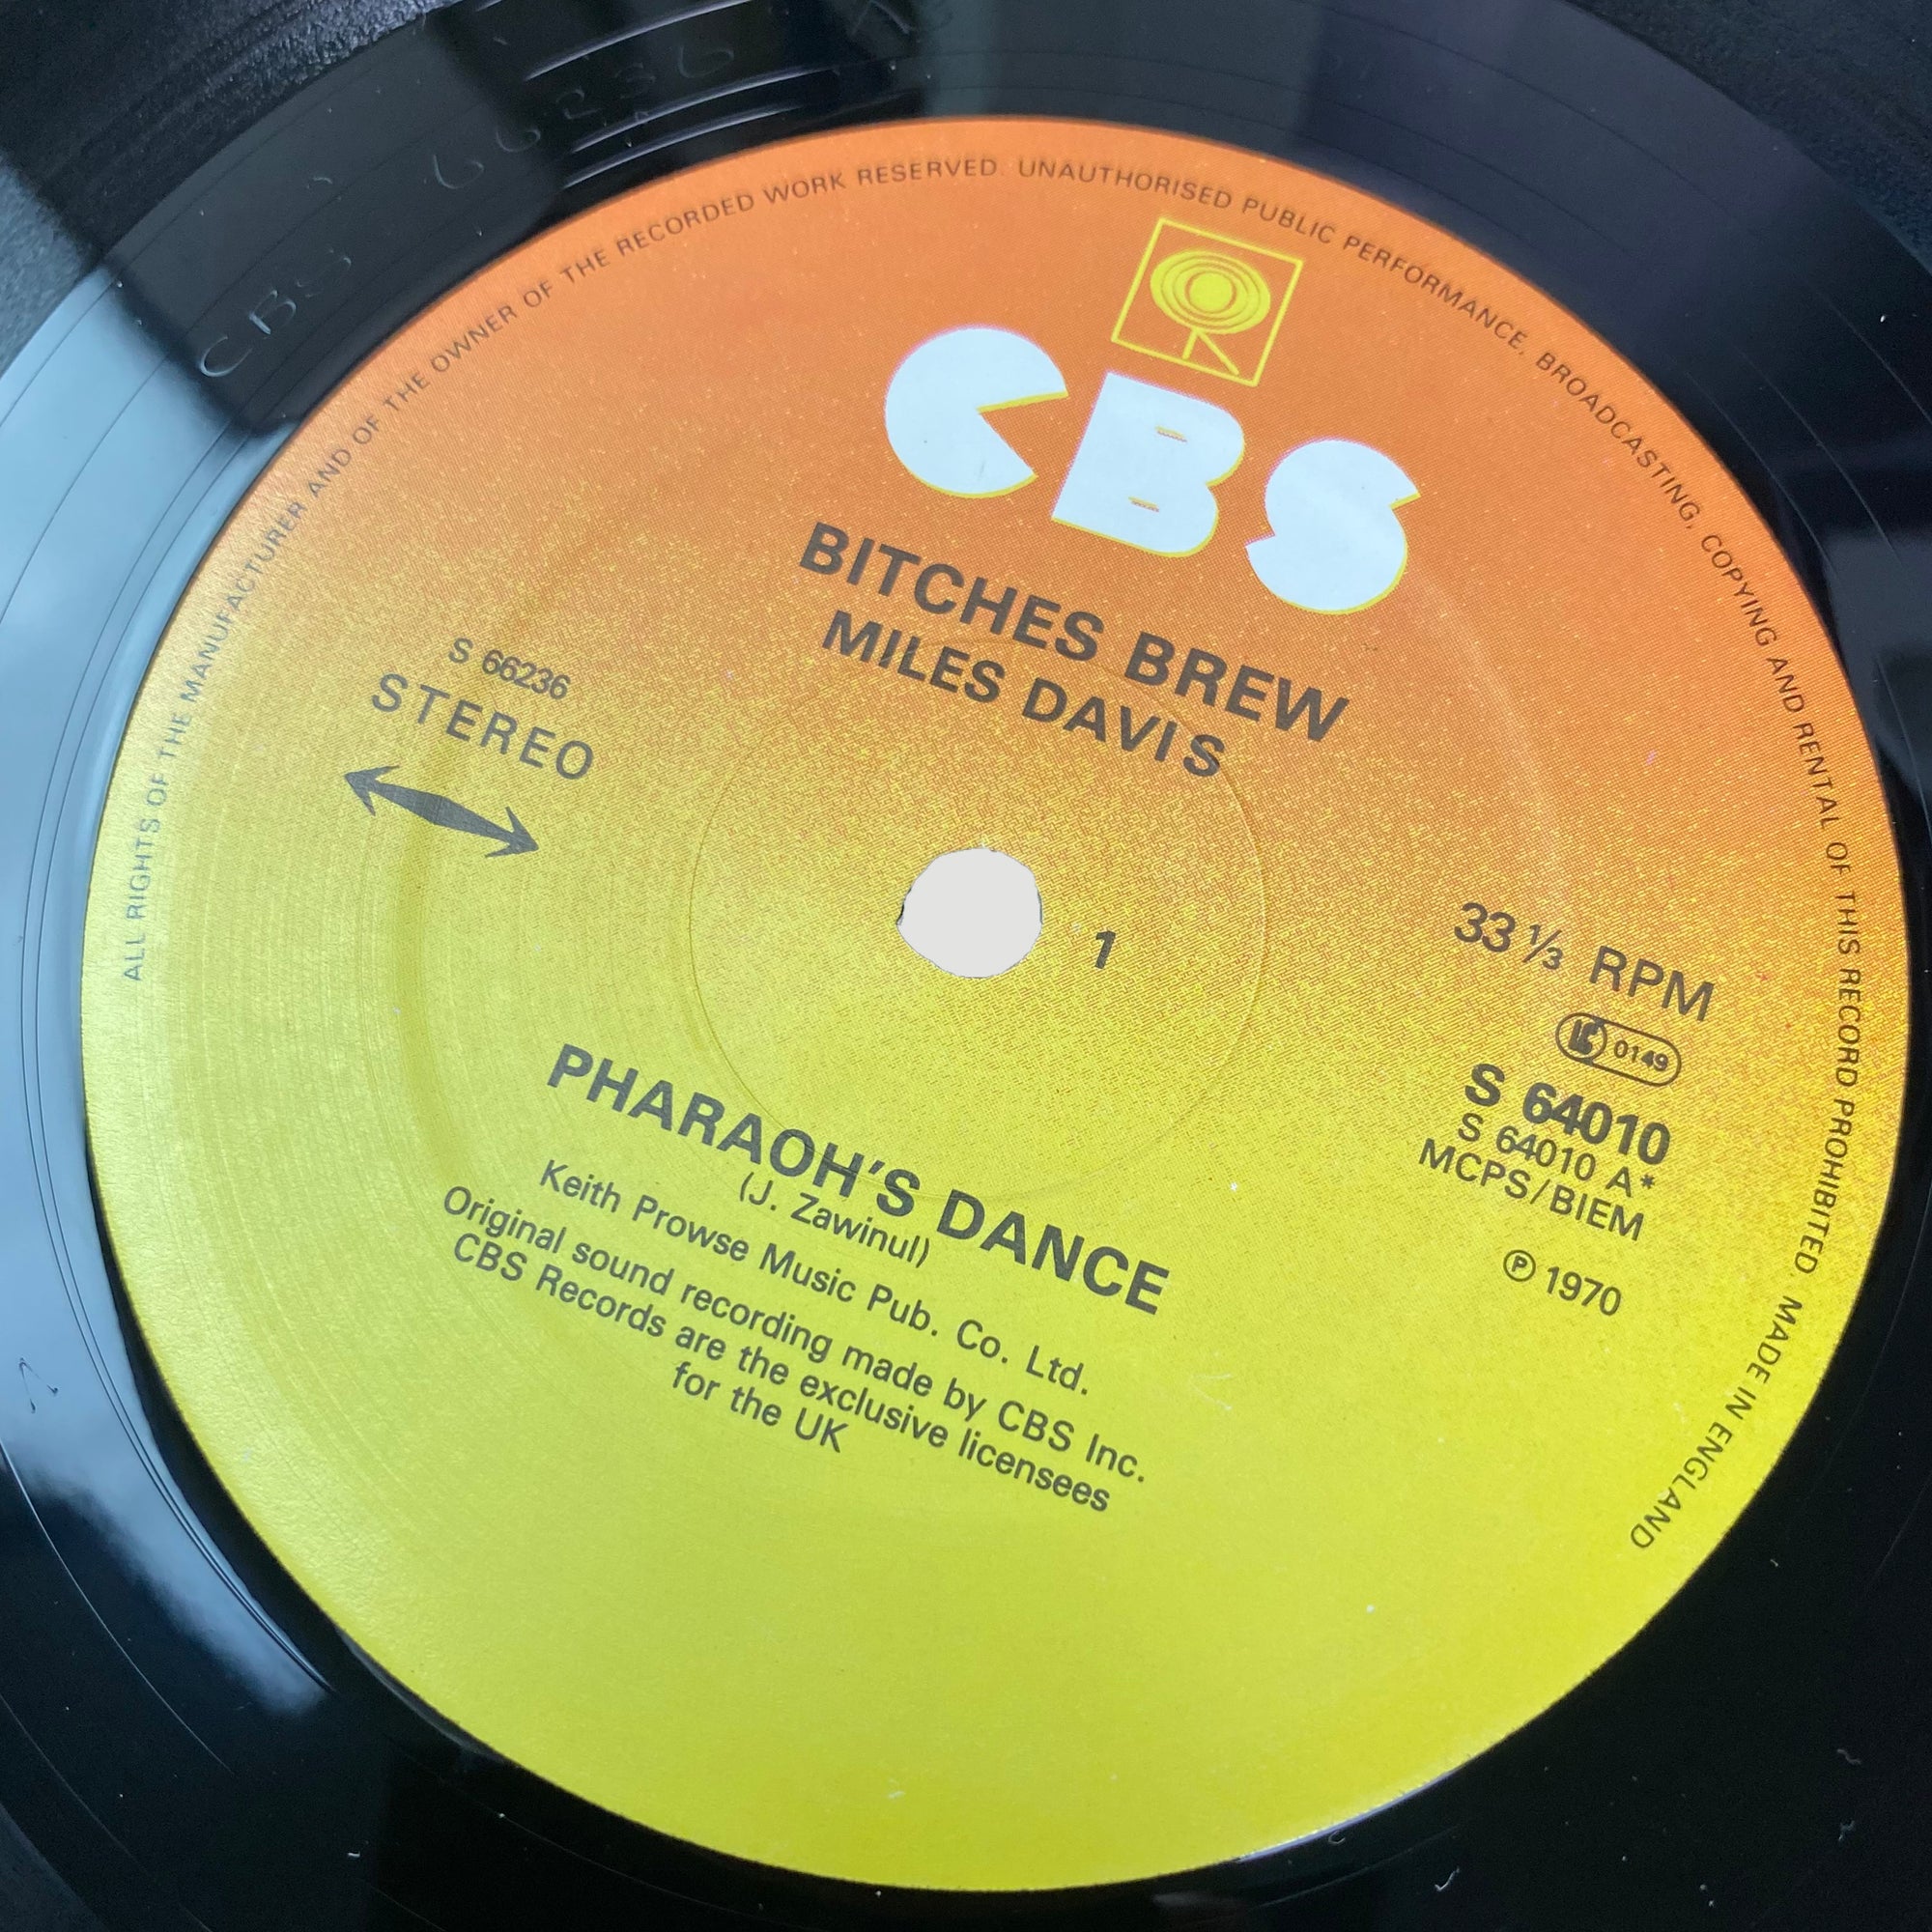 ALL RIGHTS OF THE MANUFACTURER AND OF THE OWNER OF THE RECORDED WORK RESERVED. UNAUTHORISED PUBLIC PERFORMANCE, BROADCASTING, COPYING AND RENTAL OF THIS RECORD PROHIBITED. MADE IN ENGLAND
CBS 66236
CBS
BITCHES BREW
MILES DAVIS
S 66236
STEREO
1
33 1/3 RPM
LC 0149
S 64010
S 64010 A*
MCPS/BIEM
℗ 1970
PHARAOH'S DANCE
(J. Zawinul)
Keith Prowse Music Pub. Co. Ltd.
Original sound recording made by CBS Inc.
CBS Records are the exclusive licensees
for the UK